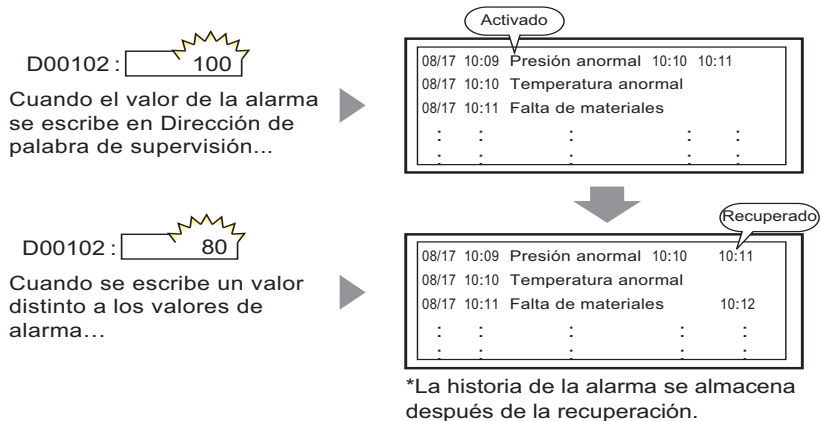 Activado
D00102 : 100
Cuando el valor de la alarma
se escribe en Dirección de
palabra de supervisión...
08/17 10:09 Presión anormal 10:10 10:11
08/17 10:10 Temperatura anormal
08/17 10:11 Falta de materiales
: : : : :
: : : : :
Recuperado
D00102 : 80
Cuando se escribe un valor
distinto a los valores de
alarma…
08/17 10:09 Presión anormal 10:10 10:11
08/17 10:10 Temperatura anormal
08/17 10:11 Falta de materiales 10:12
: : : : :
: : : : :
*La historia de la alarma se almacena
después de la recuperación.